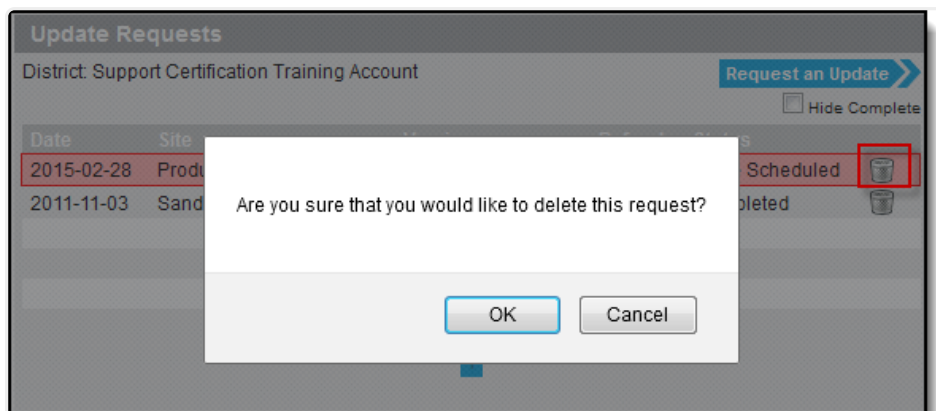 Update Requests
District: Support Certification Training Account
Request an Update
Hide Complete
Date Site
2015-02-28 Produ Scheduled
2011-11-03 Sand pleted
Are you sure that you would like to delete this request?
OK Cancel